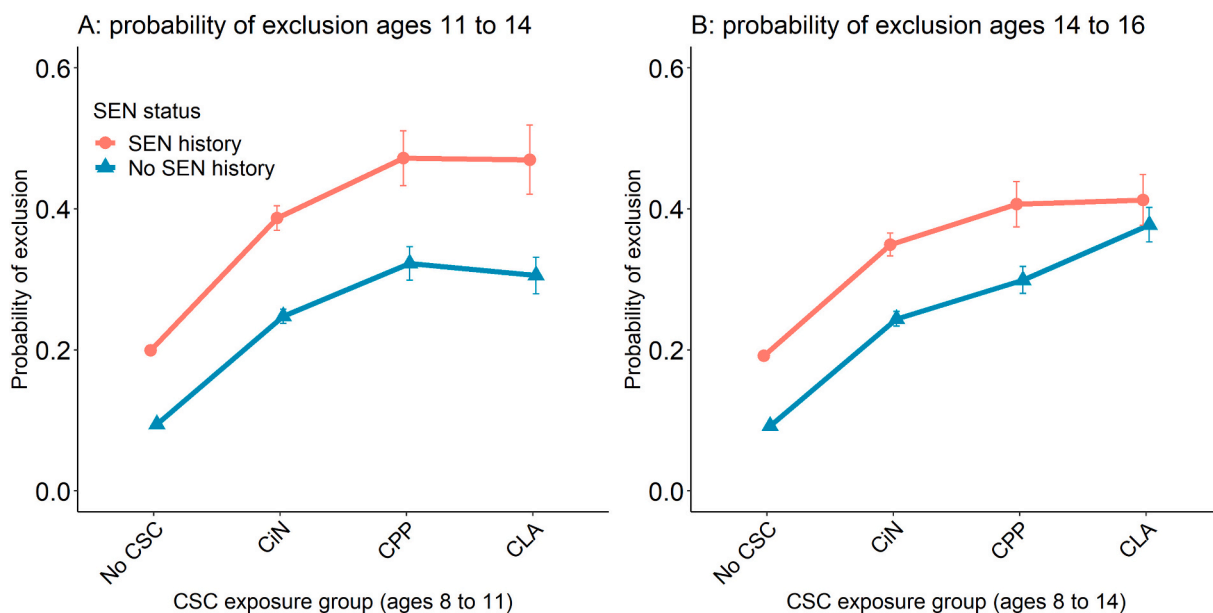 A: probability of exclusion ages 11 to 14
0.6
0.4
0.2
0.0
Probability of exclusion
SEN status
SEN history
No SEN history
No CSC
CiN
CPP
CLA
CSC exposure group (ages 8 to 11)
B: probability of exclusion ages 14 to 16
0.6
0.4
0.2
0.0
Probability of exclusion
No CSC
CiN
CPP
CLA
CSC exposure group (ages 8 to 14)